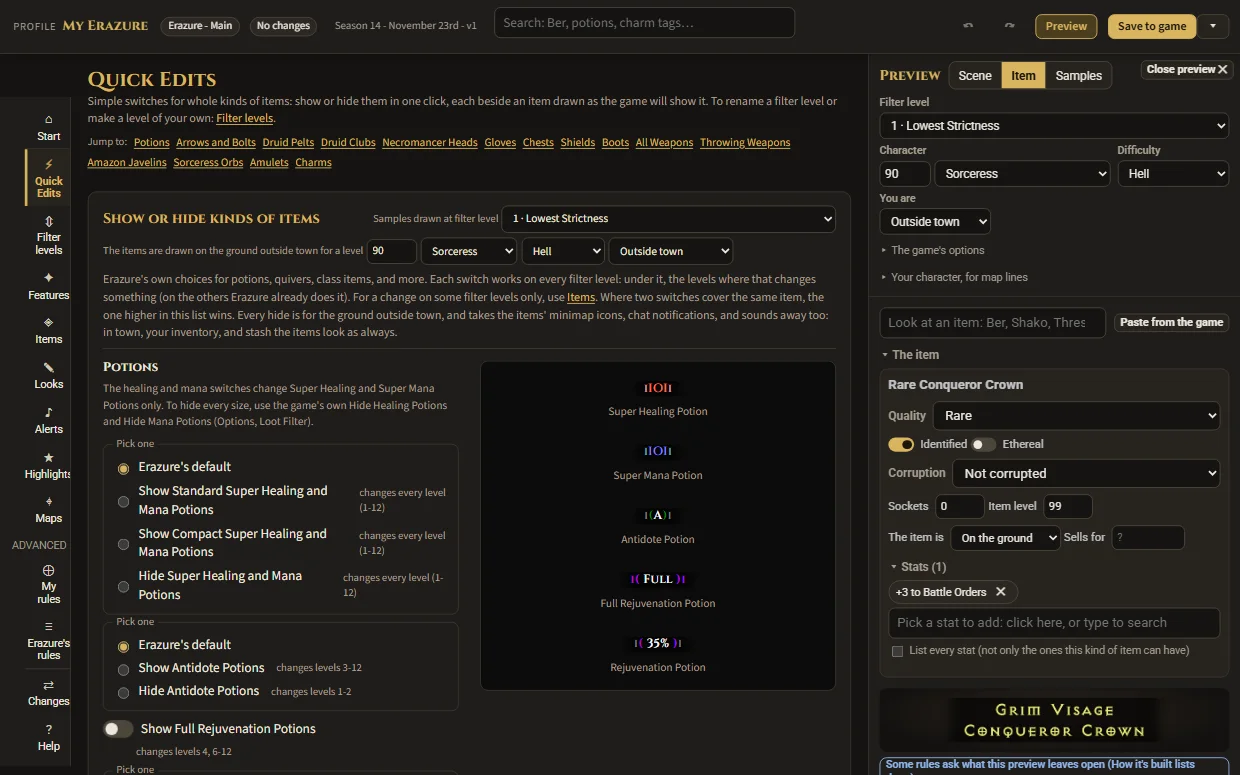 PROFILE My Erazure Erazure - Main No changes Season 14 - November 23rd - v1 Search: Ber, potions, charm tags… Preview Save to game
Start
Quick
Edits
Filter
levels
Features
Items
Looks
Alerts
Highlights
Maps
ADVANCED
My
rules
Erazure's
rules
Changes
Help
Quick Edits
Simple switches for whole kinds of items: show or hide them in one click, each beside an item drawn as the game will show it. To rename a filter level or
make a level of your own: Filter levels.
Jump to: Potions Arrows and Bolts Druid Pelts Druid Clubs Necromancer Heads Gloves Chests Shields Boots All Weapons Throwing Weapons
Amazon Javelins Sorceress Orbs Amulets Charms
Show or hide kinds of items Samples drawn at filter level 1 · Lowest Strictness
The items are drawn on the ground outside town for a level 90 Sorceress Hell Outside town
Erazure's own choices for potions, quivers, class items, and more. Each switch works on every filter level: under it, the levels where that changes
something (on the others Erazure already does it). For a change on some filter levels only, use Items. Where two switches cover the same item, the
one higher in this list wins. Every hide is for the ground outside town, and takes the items' minimap icons, chat notifications, and sounds away too:
in town, your inventory, and stash the items look as always.
Potions
The healing and mana switches change Super Healing and Super Mana
Potions only. To hide every size, use the game's own Hide Healing Potions
and Hide Mana Potions (Options, Loot Filter).
Pick one
Erazure's default
Show Standard Super Healing and
Mana Potions
changes every level
(1-12)
Show Compact Super Healing and
Mana Potions
changes every level
(1-12)
Hide Super Healing and Mana
Potions
changes every level (1-
12)
Pick one
Erazure's default
Show Antidote Potions changes levels 3-12
Hide Antidote Potions changes levels 1-2
Show Full Rejuvenation Potions
changes levels 4, 6-12
Pick one
Super Healing Potion
Super Mana Potion
(A)
Antidote Potion
( Full )
Full Rejuvenation Potion
( 35% )
Rejuvenation Potion
Preview Scene Item Samples Close preview ✕
Filter level
1 · Lowest Strictness
Character Difficulty
90 Sorceress Hell
You are
Outside town
The game's options
Your character, for map lines
Look at an item: Ber, Shako, Thres Paste from the game
The item
Rare Conqueror Crown
Quality Rare
Identified Ethereal
Corruption Not corrupted
Sockets 0 Item level 99
The item is On the ground Sells for ?
Stats (1)
+3 to Battle Orders ✕
Pick a stat to add: click here, or type to search
List every stat (not only the ones this kind of item can have)
Grim Visage
Conqueror Crown
Some rules ask what this preview leaves open (How it's built lists